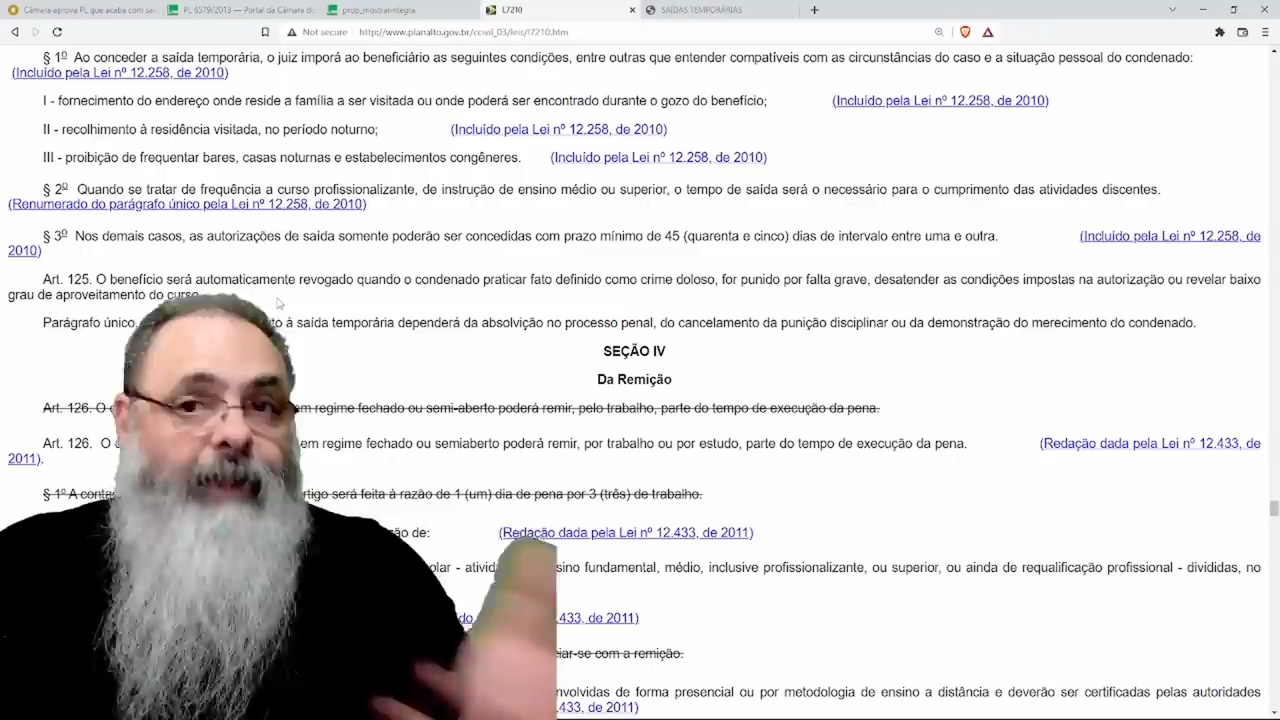 Câmara aprova PL que acaba com saí
PL 6579/2013 — Portal da Câmara do
prop_mostrarintegra
L7210
SAÍDAS TEMPORÁRIAS
Not secure
http://www.planalto.gov.br/ccivil_03/leis/l7210.htm
§ 1º Ao conceder a saída temporária, o juiz imporá ao beneficiário as seguintes condições, entre outras que entender compatíveis com as circunstâncias do caso e a situação pessoal do condenado:
(Incluído pela Lei nº 12.258, de 2010)
I - fornecimento do endereço onde reside a família a ser visitada ou onde poderá ser encontrado durante o gozo do benefício; (Incluído pela Lei nº 12.258, de 2010)
II - recolhimento à residência visitada, no período noturno; (Incluído pela Lei nº 12.258, de 2010)
III - proibição de frequentar bares, casas noturnas e estabelecimentos congêneres. (Incluído pela Lei nº 12.258, de 2010)
§ 2º Quando se tratar de frequência a curso profissionalizante, de instrução de ensino médio ou superior, o tempo de saída será o necessário para o cumprimento das atividades discentes.
(Renumerado do parágrafo único pela Lei nº 12.258, de 2010)
§ 3º Nos demais casos, as autorizações de saída somente poderão ser concedidas com prazo mínimo de 45 (quarenta e cinco) dias de intervalo entre uma e outra. (Incluído pela Lei nº 12.258, de
2010)
Art. 125. O benefício será automaticamente revogado quando o condenado praticar fato definido como crime doloso, for punido por falta grave, desatender as condições impostas na autorização ou revelar baixo
grau de aproveitamento do curso.
Parágrafo único. à saída temporária dependerá da absolvição no processo penal, do cancelamento da punição disciplinar ou da demonstração do merecimento do condenado.
SEÇÃO IV
Da Remição
Art. 126. O em regime fechado ou semi-aberto poderá remir, pelo trabalho, parte do tempo de execução da pena.
Art. 126. O em regime fechado ou semiaberto poderá remir, por trabalho ou por estudo, parte do tempo de execução da pena. (Redação dada pela Lei nº 12.433, de
2011).
§ 1º A será feita à razão de 1 (um) dia de pena por 3 (três) de trabalho.
de: (Redação dada pela Lei nº 12.433, de 2011)
fundamental, médio, inclusive profissionalizante, ou superior, ou ainda de requalificação profissional - divididas, no
433, de 2011)
com a remição.
de forma presencial ou por metodologia de ensino a distância e deverão ser certificadas pelas autoridades
433, de 2011)